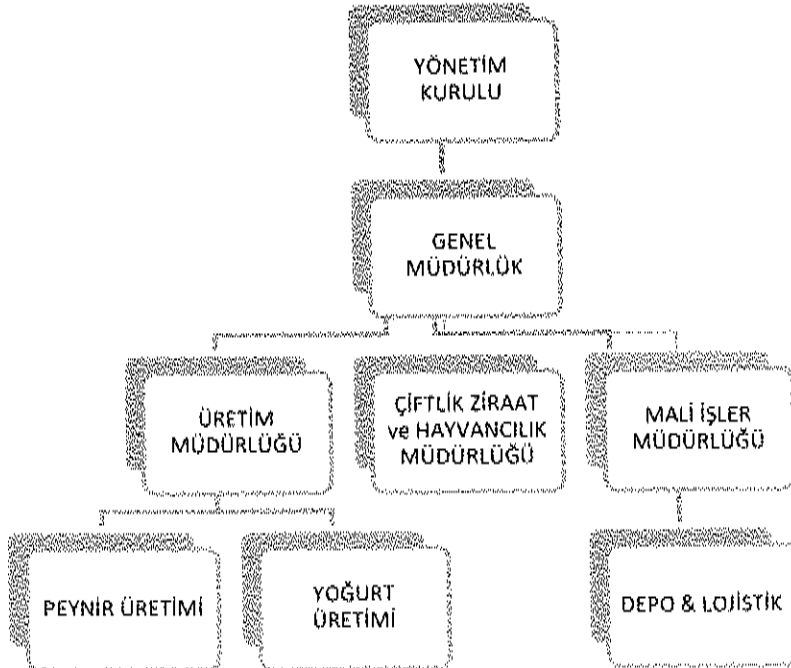 YÖNETİM
KURULU
GENEL
MÜDÜRLÜK
ÜRETİM
MÜDÜRLÜĞÜ
ÇİFTLİK ZİRAAT
ve HAYVANCILIK
MÜDÜRLÜĞÜ
MALİ İŞLER
MÜDÜRLÜĞÜ
PEYNİR ÜRETİMİ
YOĞURT
ÜRETİMİ
DEPO & LOJİSTİK